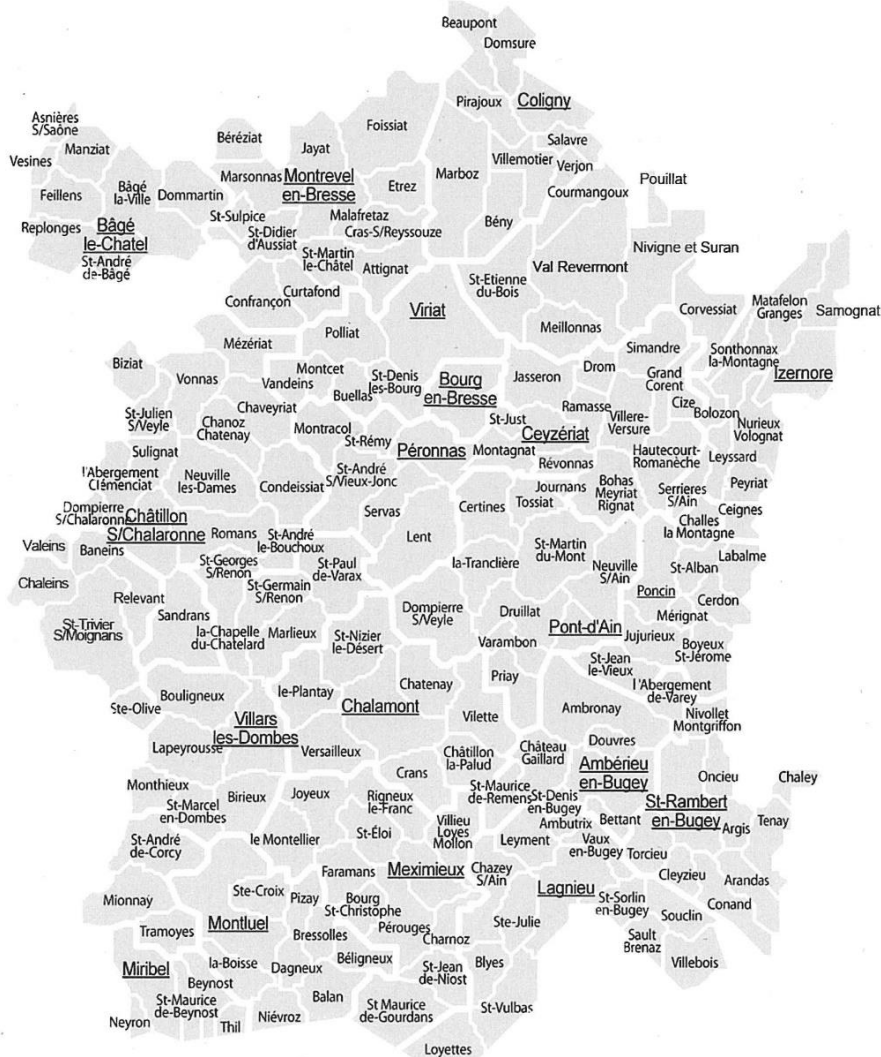 Beaupont
Domsure
Pirajoux
Coligny
Asnières
S/Saône
Foissiat
Manziat
Béréziat
Jayat
Salavre
Vesines
Villemotier
Verjon
Marsonnas
Montrevel
en-Bresse
Marboz
Pouillat
Feillens
Bâgé
la-Ville
Dommartin
Etrez
Courmangoux
St-Sulpice
Malafretaz
Replonges
Bâgé
le-Chatel
St-Didier
d'Aussiat
Cras-S/Reyssouze
Bény
St-André
de-Bâgé
St-Martin
le-Châtel
Attignat
Nivigne et Suran
Val Revermont
St-Etienne
du-Bois
Curtafond
Confrançon
Viriat
Corvessiat
Matafelon
Granges
Samognat
Polliat
Meillonnas
Mézériat
Simandre
Sonthonnax
la-Montagne
Biziat
Montcet
St-Denis
les-Bourg
Bourg
en-Bresse
Jasseron
Drom
Izernore
Vonnas
Vandeins
Buellas
Grand
Corent
St-Julien
S/Veyle
Chaveyriat
Ramasse
Cize
Bolozon
Chanoz
Chatenay
Montracol
St-Just
Villere-
Versure
Nurieux
Volognat
Ceyzériat
St-Rémy
Péronnas
Montagnat
Hautecourt-
Romanèche
Sulignat
Leyssard
Révonnas
l'Abergement
Clémenciat
Neuville
les-Dames
Condeissiat
St-André
S/Vieux-Jonc
Journans
Bohas
Meyriat
Rignat
Serrieres
S/Ain
Peyriat
Certines
Tossiat
Dompierre
S/Chalaronne
Châtillon
S/Chalaronne
Servas
Ceignes
Challes
la Montagne
Romans
St-André
le-Bouchoux
Lent
Valeins
Baneins
St-Martin
du-Mont
Labalme
St-Georges
S/Renon
St-Paul
de-Varax
la-Tranclière
Neuville
S/Ain
St-Alban
Chaleins
St-Germain
S/Renon
Poncin
Relevant
Cerdon
Sandrans
Dompierre
S/Veyle
Druillat
Mérignat
St-Trivier
S/Moignans
la-Chapelle
du-Chatelard
Marlieux
St-Nizier
le-Désert
Pont-d'Ain
Jujurieux
Varambon
Boyeux
St-Jérome
St-Jean
le-Vieux
Priay
Chatenay
l'Abergement
de-Varey
Bouligneux
le-Plantay
Ste-Olive
Chalamont
Ambronay
Nivollet
Montgriffon
Villars
les-Dombes
Vilette
Lapeyrousse
Versailleux
Douvres
Châtillon
la-Palud
Château
Gaillard
Ambérieu
en-Bugey
Crans
Oncieu
Chaley
Monthieux
Joyeux
Rigneux
le-Franc
St-Maurice
de-Remens
St-Denis
en-Bugey
St-Rambert
en-Bugey
St-Marcel
en-Dombes
Birieux
Villieu
Loyes
Mollon
Ambutrix
Bettant
Argis
Tenay
St-André
de-Corcy
le Montellier
St-Éloi
Leyment
Vaux
en-Bugey
Torcieu
Faramans
Meximieux
Chazey
S/Ain
Cleyzieu
Arandas
Ste-Croix
Lagnieu
Mionnay
Pizay
Bourg
St-Christophe
St-Sorlin
en-Bugey
Conand
Souclin
Montluel
Pérouges
Ste-Julie
Tramoyes
Bressolles
Charnoz
Sault
Brenaz
Miribel
la-Boisse
Béligneux
Blyes
Villebois
Dagneux
St-Jean
de-Niost
Beynost
St-Maurice
de-Beynost
Balan
St Maurice
de-Gourdans
St-Vulbas
Neyron
Thil
Niévroz
Loyettes